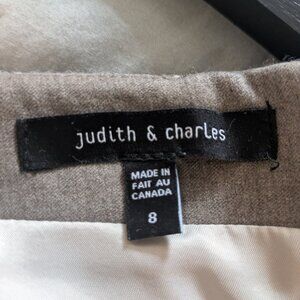 judith & charles
MADE IN
FAIT AU
CANADA
8